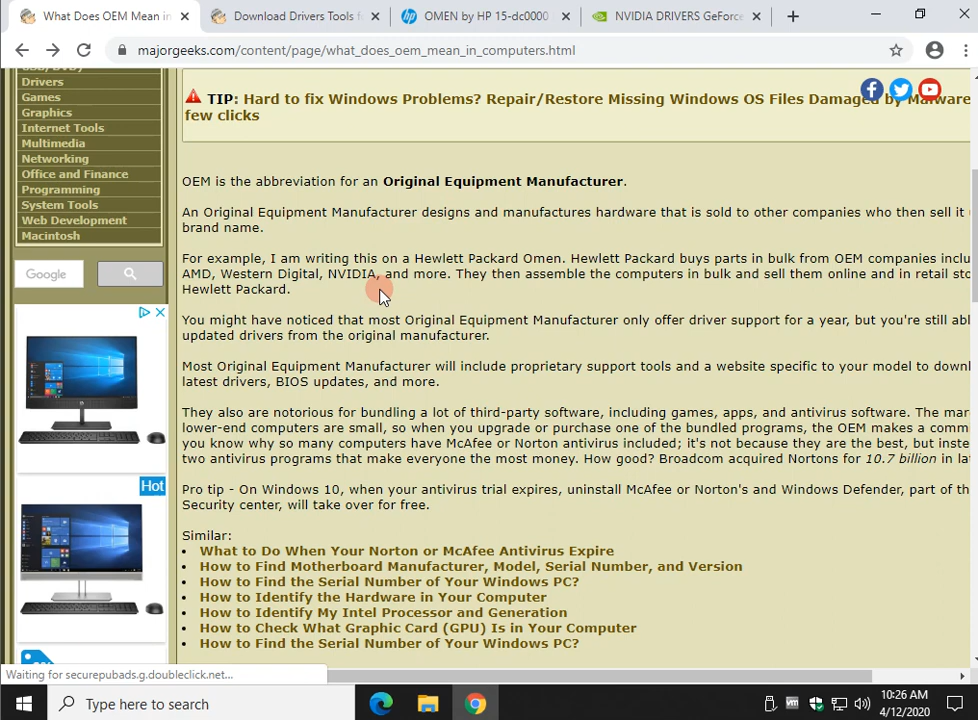 What Does OEM Mean in
Download Drivers Tools f
OMEN by HP 15-dc0000
NVIDIA DRIVERS GeForce
majorgeeks.com/content/page/what_does_oem_mean_in_computers.html
Drivers
Games
Graphics
Internet Tools
Multimedia
Networking
Office and Finance
Programming
System Tools
Web Development
Macintosh
Google
Hot
TIP: Hard to fix Windows Problems? Repair/Restore Missing Windows OS Files Damaged by Malware
few clicks
OEM is the abbreviation for an Original Equipment Manufacturer.
An Original Equipment Manufacturer designs and manufactures hardware that is sold to other companies who then sell it
brand name.
For example, I am writing this on a Hewlett Packard Omen. Hewlett Packard buys parts in bulk from OEM companies inclu
AMD, Western Digital, NVIDIA, and more. They then assemble the computers in bulk and sell them online and in retail sto
Hewlett Packard.
You might have noticed that most Original Equipment Manufacturer only offer driver support for a year, but you're still abl
updated drivers from the original manufacturer.
Most Original Equipment Manufacturer will include proprietary support tools and a website specific to your model to downl
latest drivers, BIOS updates, and more.
They also are notorious for bundling a lot of third-party software, including games, apps, and antivirus software. The mar
lower-end computers are small, so when you upgrade or purchase one of the bundled programs, the OEM makes a comm
you know why so many computers have McAfee or Norton antivirus included; it's not because they are the best, but inste
two antivirus programs that make everyone the most money. How good? Broadcom acquired Nortons for 10.7 billion in la
Pro tip - On Windows 10, when your antivirus trial expires, uninstall McAfee or Norton's and Windows Defender, part of th
Security center, will take over for free.
Similar:
• What to Do When Your Norton or McAfee Antivirus Expire
• How to Find Motherboard Manufacturer, Model, Serial Number, and Version
• How to Find the Serial Number of Your Windows PC?
• How to Identify the Hardware in Your Computer
• How to Identify My Intel Processor and Generation
• How to Check What Graphic Card (GPU) Is in Your Computer
• How to Find the Serial Number of Your Windows PC?
Waiting for securepubads.g.doubleclick.net...
Type here to search
10:26 AM
4/12/2020